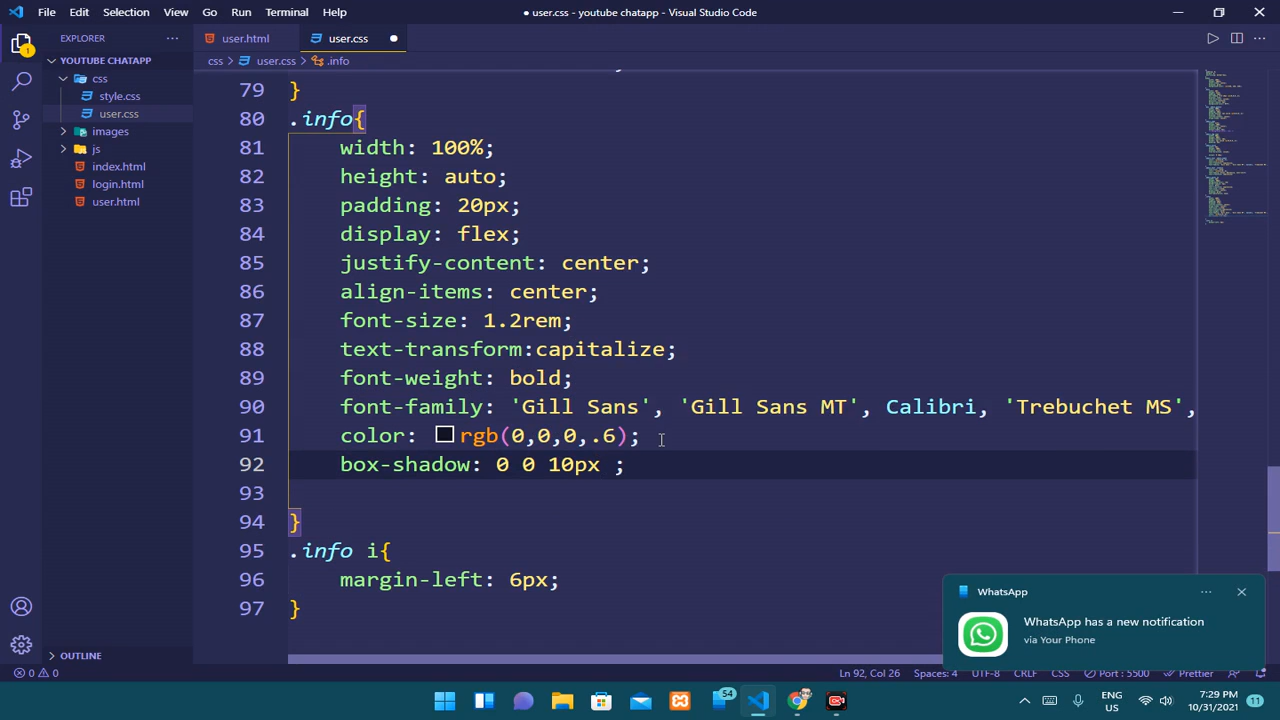 File Edit Selection View Go Run Terminal Help
● user.css - youtube chatapp - Visual Studio Code
EXPLORER
user.html
user.css
YOUTUBE CHATAPP
css > user.css > .info
css
style.css
user.css
images
js
index.html
login.html
user.html
79 }
80 .info{
81 width: 100%;
82 height: auto;
83 padding: 20px;
84 display: flex;
85 justify-content: center;
86 align-items: center;
87 font-size: 1.2rem;
88 text-transform:capitalize;
89 font-weight: bold;
90 font-family: 'Gill Sans', 'Gill Sans MT', Calibri, 'Trebuchet MS',
91 color: rgb(0,0,0,.6);
92 box-shadow: 0 0 10px ;
93
94 }
95 .info i{
96 margin-left: 6px;
97 }
WhatsApp
WhatsApp has a new notification
via Your Phone
OUTLINE
0 0
Ln 92, Col 26 Spaces: 4 UTF-8 CRLF CSS Port : 5500 Prettier
54
ENG
US
7:29 PM
10/31/2021
11
1